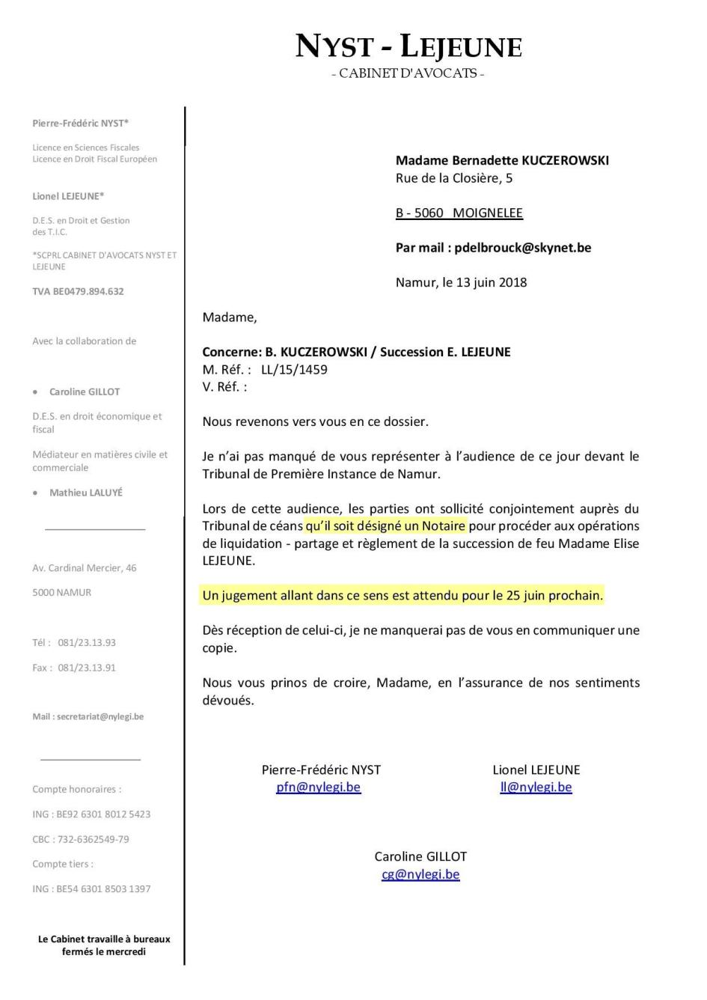 NYST - LEJEUNE
- CABINET D'AVOCATS -
Pierre-Frédéric NYST*
Licence en Sciences Fiscales
Licence en Droit Fiscal Européen
Lionel LEJEUNE*
D.E.S. en Droit et Gestion
des T.I.C.
*SCPRL CABINET D'AVOCATS NYST ET
LEJEUNE
TVA BE0479.894.632
Avec la collaboration de
• Caroline GILLOT
D.E.S. en droit économique et
fiscal
Médiateur en matières civile et
commerciale
• Mathieu LALUYÉ
Av. Cardinal Mercier, 46
5000 NAMUR
Tél : 081/23.13.93
Fax : 081/23.13.91
Mail : secretariat@nylegi.be
Compte honoraires :
ING : BE92 6301 8012 5423
CBC : 732-6362549-79
Compte tiers :
ING : BE54 6301 8503 1397
Le Cabinet travaille à bureaux
fermés le mercredi
Madame Bernadette KUCZEROWSKI
Rue de la Closière, 5
B - 5060 MOIGNELEE
Par mail : pdelbrouck@skynet.be
Namur, le 13 juin 2018
Madame,
Concerne: B. KUCZEROWSKI / Succession E. LEJEUNE
M. Réf. : LL/15/1459
V. Réf. :
Nous revenons vers vous en ce dossier.
Je n’ai pas manqué de vous représenter à l’audience de ce jour devant le
Tribunal de Première Instance de Namur.
Lors de cette audience, les parties ont sollicité conjointement auprès du
Tribunal de céans qu’il soit désigné un Notaire pour procéder aux opérations
de liquidation - partage et règlement de la succession de feu Madame Elise
LEJEUNE.
Un jugement allant dans ce sens est attendu pour le 25 juin prochain.
Dès réception de celui-ci, je ne manquerai pas de vous en communiquer une
copie.
Nous vous prinos de croire, Madame, en l’assurance de nos sentiments
dévoués.
Pierre-Frédéric NYST
pfn@nylegi.be
Lionel LEJEUNE
ll@nylegi.be
Caroline GILLOT
cg@nylegi.be